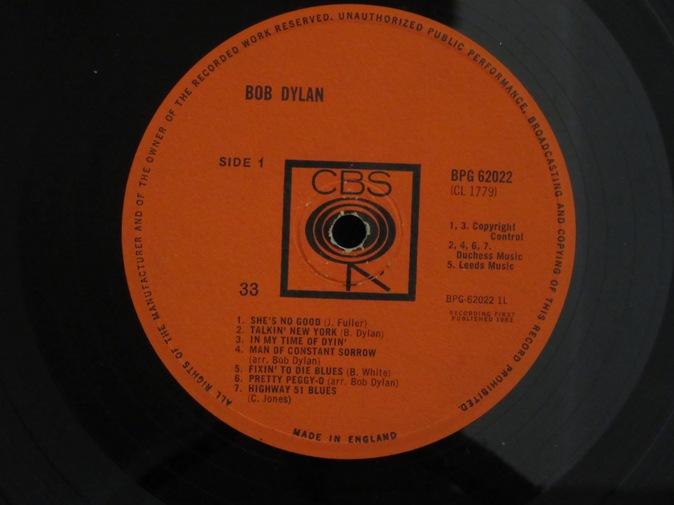 ALL RIGHTS OF THE MANUFACTURER AND OF THE OWNER OF THE RECORDED WORK RESERVED. UNAUTHORIZED PUBLIC PERFORMANCE, BROADCASTING AND COPYING OF THIS RECORD PROHIBITED.
BOB DYLAN
SIDE 1
CBS
BPG 62022
(CL 1779)
1, 3. Copyright
Control
2, 4, 6, 7.
Duchess Music
5. Leeds Music
33
BPG-62022 1L
RECORDING FIRST
PUBLISHED 1962
1. SHE'S NO GOOD (J. Fuller)
2. TALKIN' NEW YORK (B. Dylan)
3. IN MY TIME OF DYIN'
4. MAN OF CONSTANT SORROW
(arr. Bob Dylan)
5. FIXIN' TO DIE BLUES (B. White)
6. PRETTY PEGGY-O (arr. Bob Dylan)
7. HIGHWAY 51 BLUES
(C. Jones)
MADE IN ENGLAND